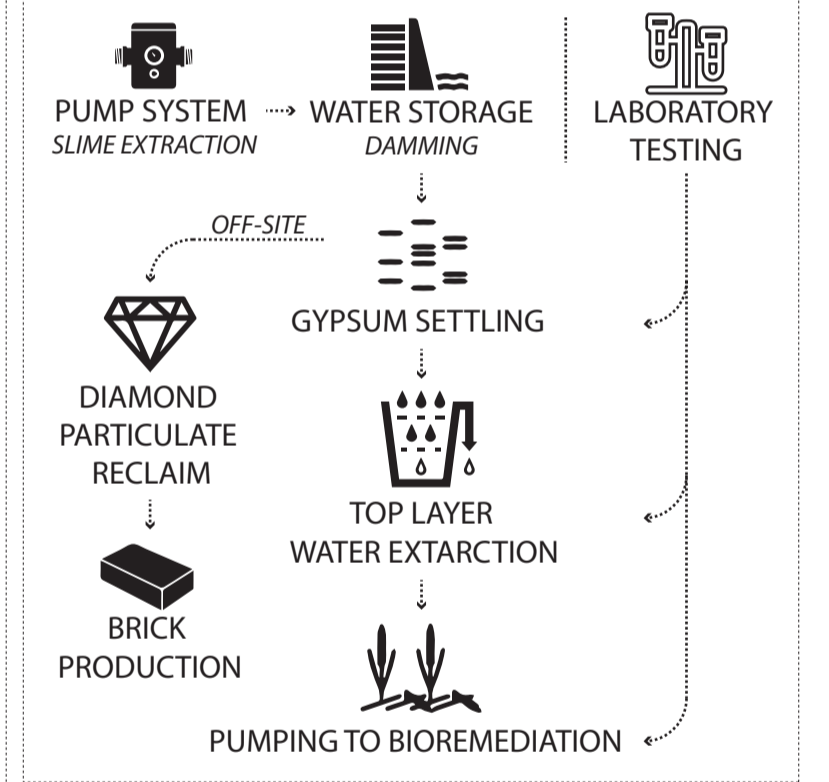 PUMP SYSTEM
SLIME EXTRACTION
WATER STORAGE
DAMMING
LABORATORY
TESTING
OFF-SITE
GYPSUM SETTLING
DIAMOND
PARTICULATE
RECLAIM
TOP LAYER
WATER EXTARCTION
BRICK
PRODUCTION
PUMPING TO BIOREMEDIATION